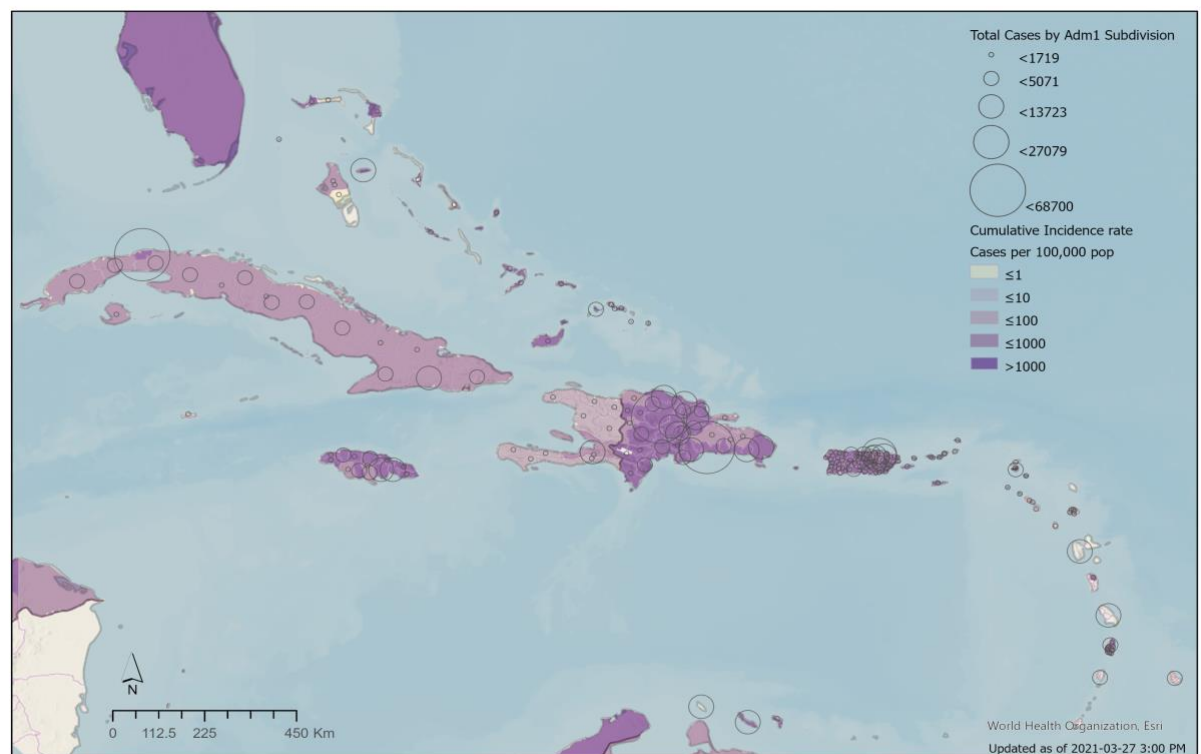 Total Cases by Adm1 Subdivision
<1719
<5071
<13723
<27079
<68700
Cumulative Incidence rate
Cases per 100,000 pop
≤1
≤10
≤100
≤1000
>1000
N
0 112.5 225 450 Km
World Health Organization, Esri
Updated as of 2021-03-27 3:00 PM